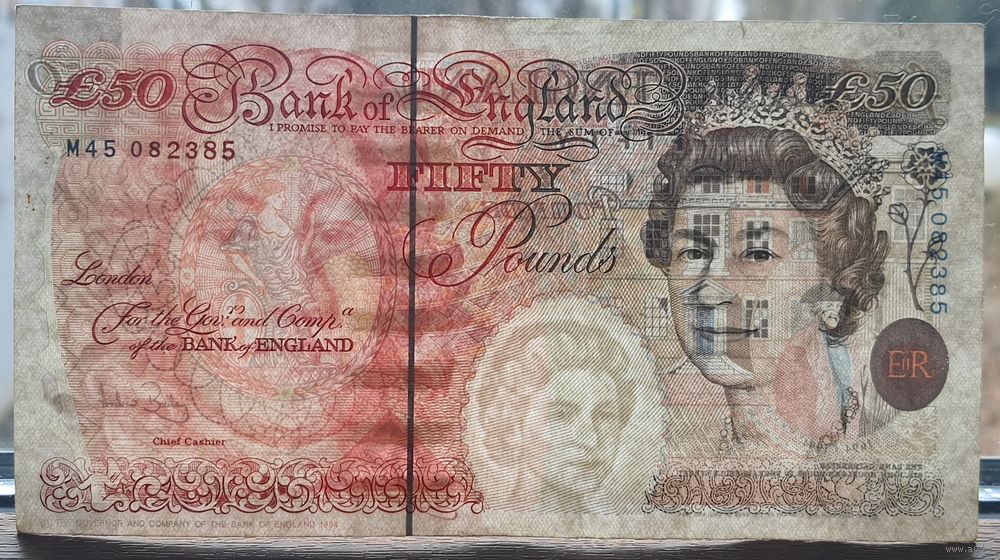 £50 Bank of England £50
I PROMISE TO PAY THE BEARER ON DEMAND THE SUM OF
M45 082385
FIFTY
Pounds
M45 082385
London
For the Govr. and Compa
of the BANK of ENGLAND
EIIR
Chief Cashier
THE GOVERNOR AND COMPANY OF THE BANK OF ENGLAND 1994